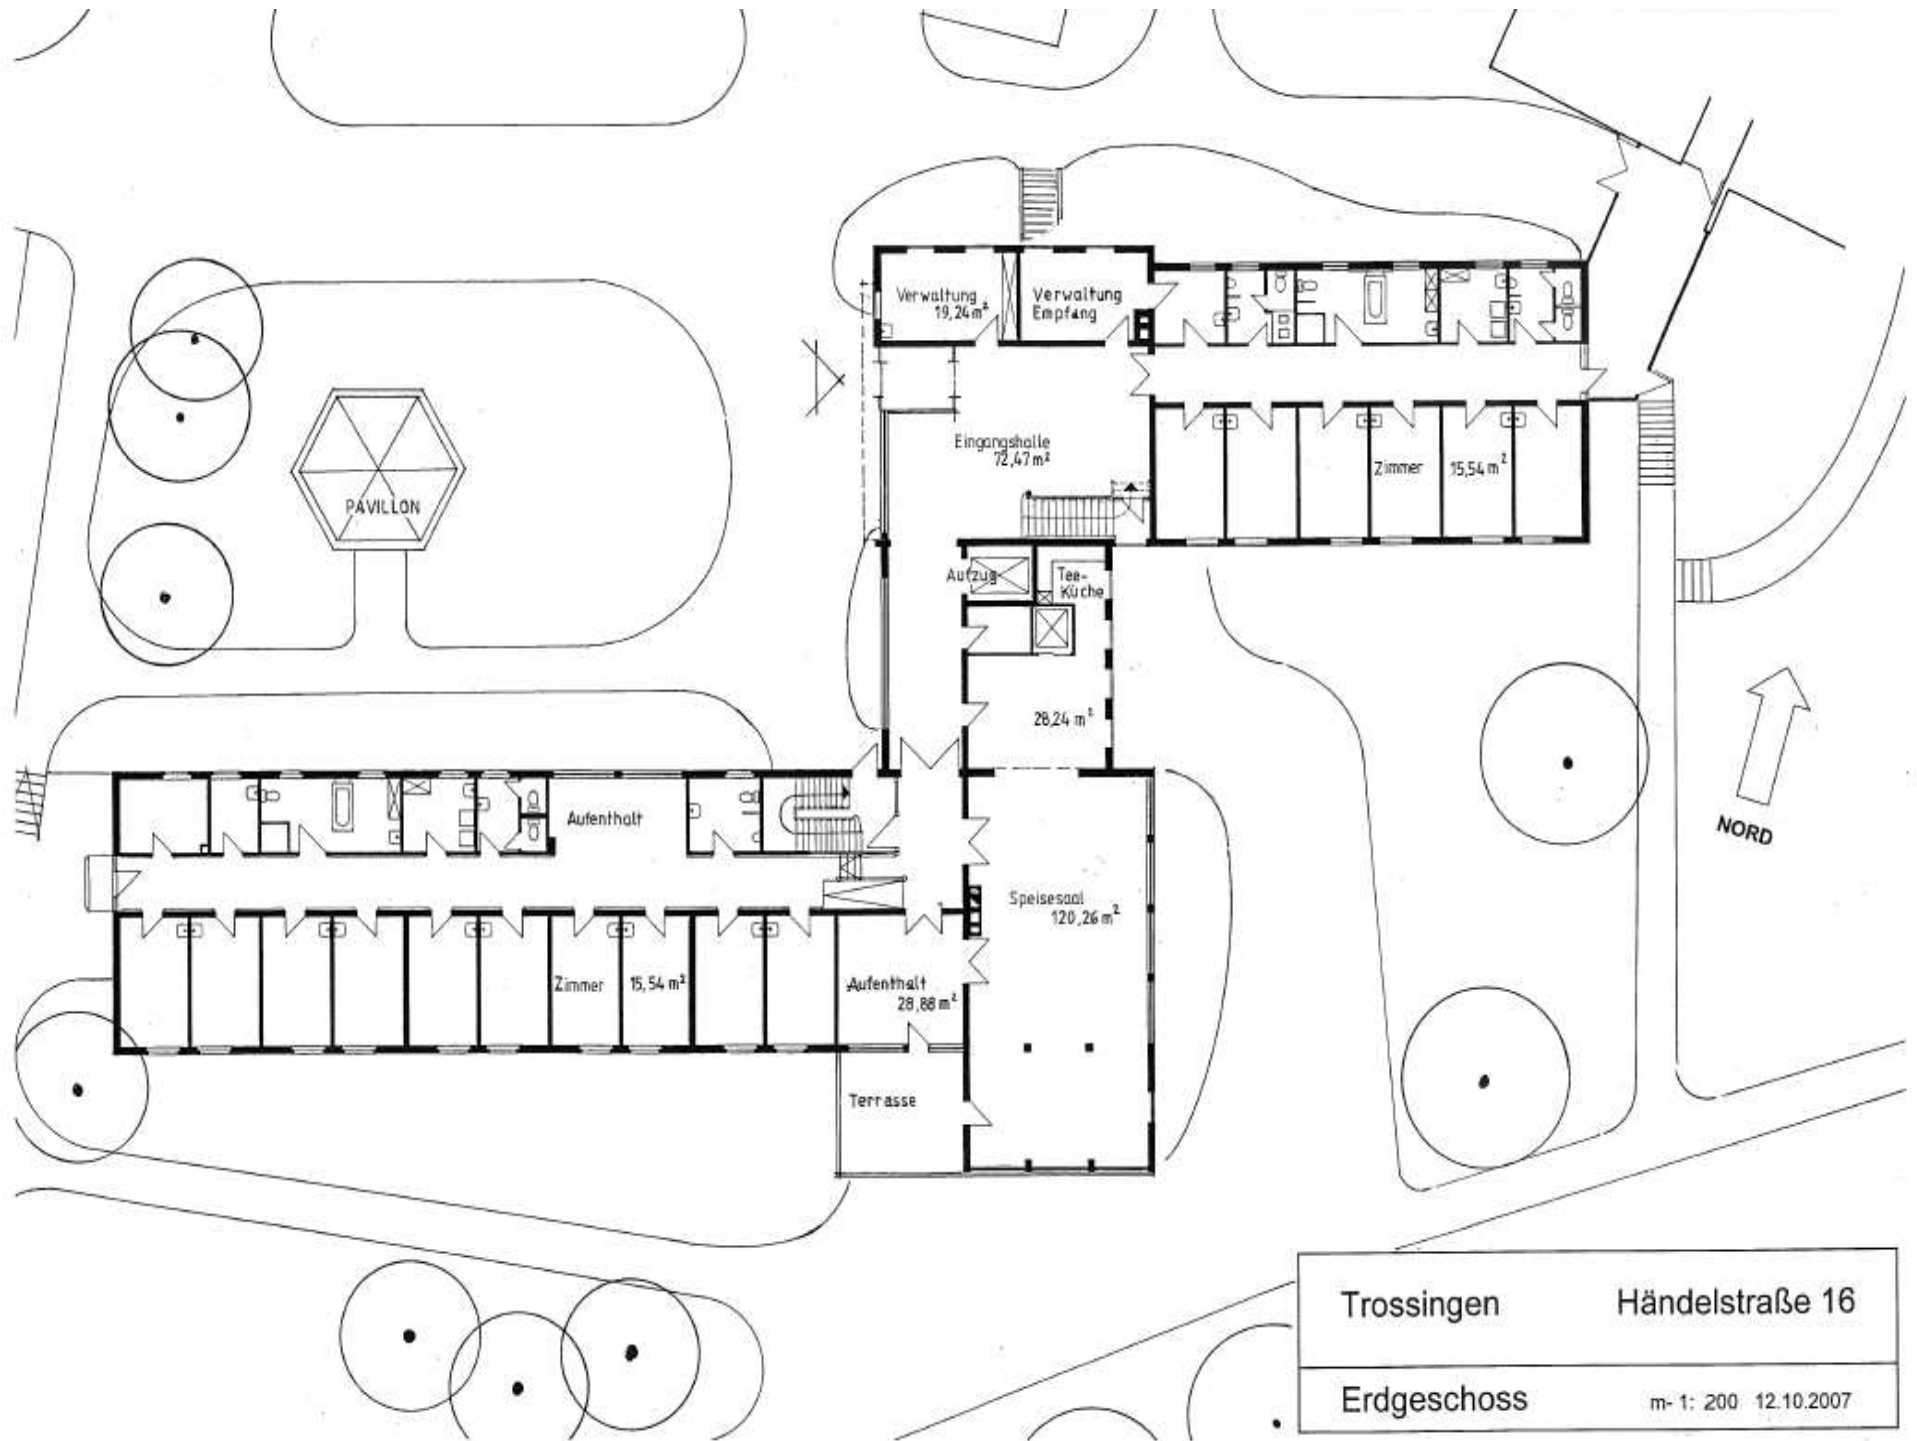 Verwaltung
19,24 m²
Verwaltung
Empfang
Eingangshalle
72,47 m²
Zimmer 15,54 m²
PAVILLON
Aufzug
Tee-
Küche
28,24 m²
NORD
Aufenthalt
Speisesaal
120,26 m²
Zimmer 15,54 m²
Aufenthalt
28,88 m²
Terrasse
Trossingen Händelstraße 16
Erdgeschoss m- 1: 200 12.10.2007